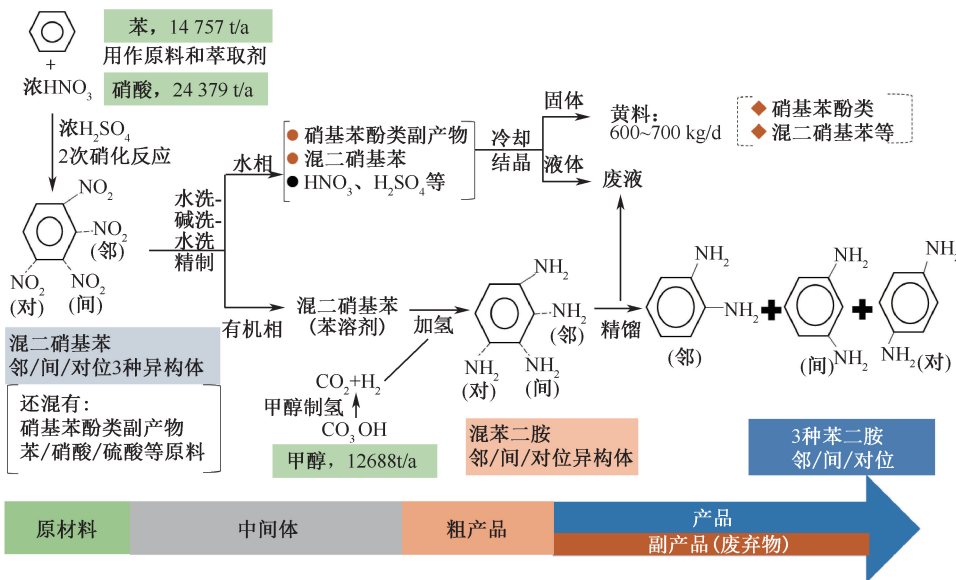 苯，14 757 t/a
用作原料和萃取剂
+
浓HNO₃
硝酸，24 379 t/a
浓H₂SO₄
2次硝化反应
NO₂
NO₂
(邻)
NO₂
(对)
NO₂
(间)
混二硝基苯
邻/间/对位3种异构体
还混有：
硝基苯酚类副产物
苯/硝酸/硫酸等原料
水洗-
碱洗-
水洗
精制
水相
硝基苯酚类副产物
混二硝基苯
HNO₃、H₂SO₄等
冷却
结晶
固体
液体
黄料：
600~700 kg/d
硝基苯酚类
混二硝基苯等
废液
有机相
混二硝基苯
(苯溶剂)
加氢
CO₂+H₂
甲醇制氢
CO₃OH
甲醇，12688t/a
NH₂
NH₂
(邻)
NH₂
(对)
NH₂
(间)
混苯二胺
邻/间/对位异构体
精馏
NH₂
NH₂
(邻)
+
NH₂
(间)NH₂
+
NH₂
NH₂(对)
3种苯二胺
邻/间/对位
原材料
中间体
粗产品
产品
副产品(废弃物)